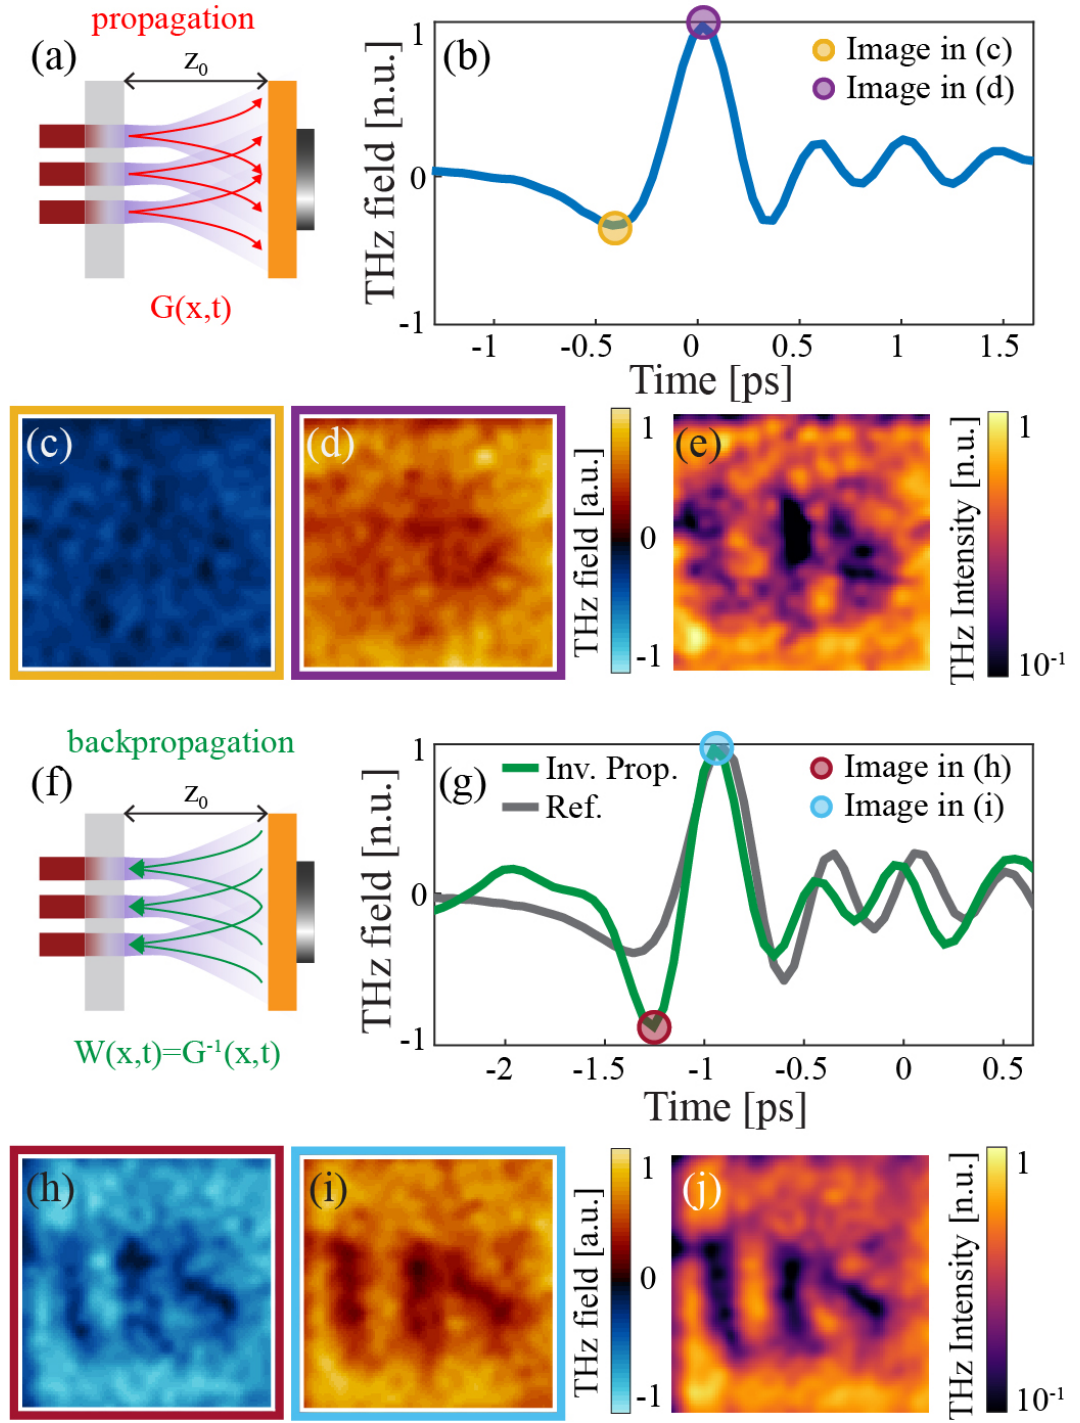 propagation
(a)
z0
G(x,t)
(b)
Image in (c)
Image in (d)
THz field [n.u.]
1
0
-1
-1 -0.5 0 0.5 1 1.5
Time [ps]
(c)
(d)
THz field [a.u.]
1
0
-1
(e)
THz Intensity [n.u.]
1
10-1
backpropagation
(f)
z0
W(x,t)=G-1(x,t)
(g)
Inv. Prop.
Ref.
Image in (h)
Image in (i)
THz field [n.u.]
1
0
-1
-2 -1.5 -1 -0.5 0 0.5
Time [ps]
(h)
(i)
THz field [a.u.]
1
0
-1
(j)
THz Intensity [n.u.]
1
10-1